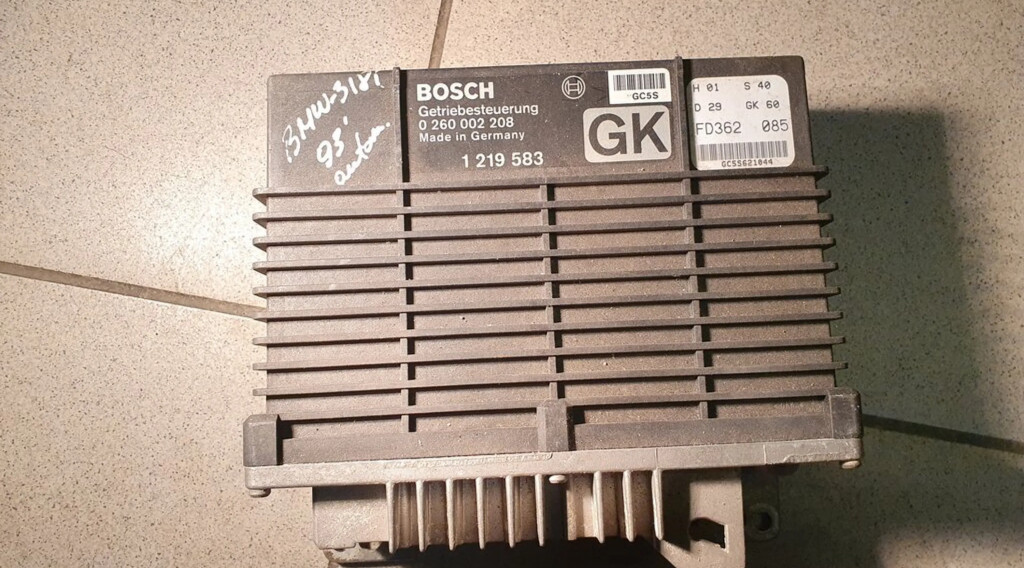 BMW-318i
93'
autom.
BOSCH
Getriebesteuerung
0 260 002 208
Made in Germany
1 219 583
GC5S
GK
H 01 S 40
D 29 GK 60
FD362 085
GC55621044